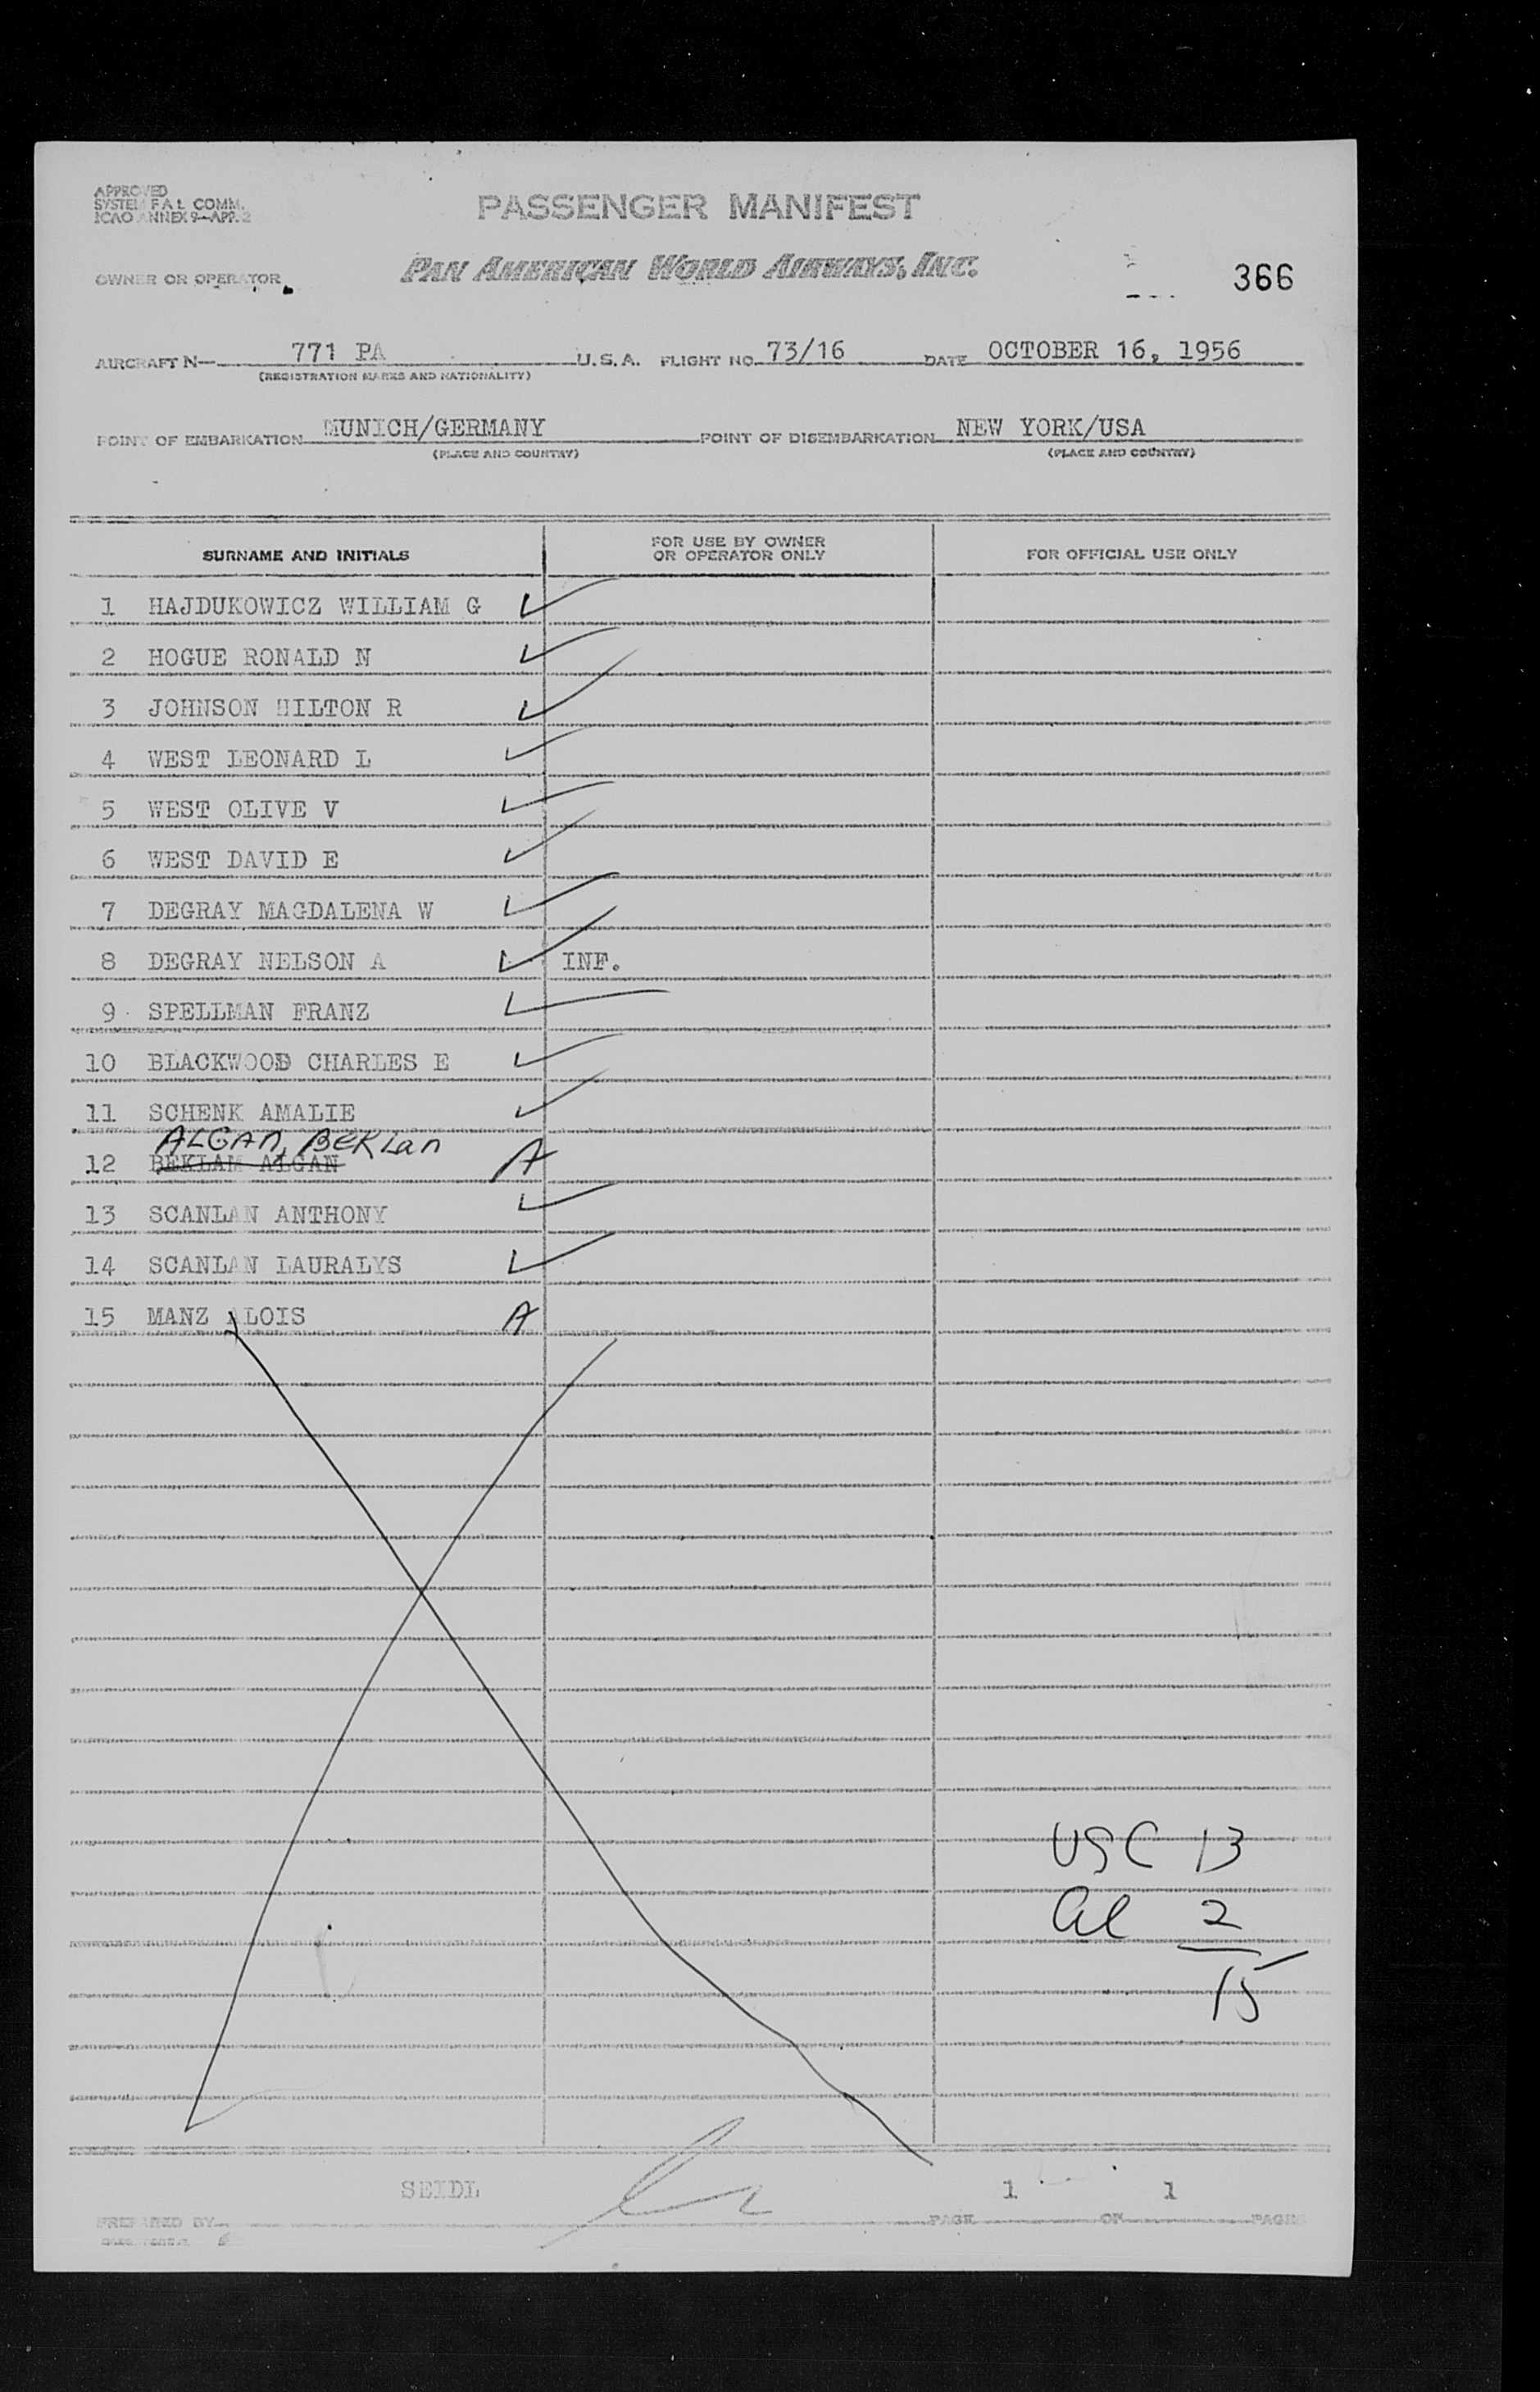 APPROVED
SYSTEM F A L COMM.
ICAO ANNEX 9-APP. 2
PASSENGER MANIFEST
OWNER OR OPERATOR PAN AMERICAN WORLD AIRWAYS, INC.
366
AIRCRAFT N- 771 PA U.S.A. FLIGHT NO. 73/16 DATE OCTOBER 16, 1956
(REGISTRATION MARKS AND NATIONALITY)
POINT OF EMBARKATION MUNICH/GERMANY POINT OF DISEMBARKATION NEW YORK/USA
(PLACE AND COUNTRY) (PLACE AND COUNTRY)
SURNAME AND INITIALS FOR USE BY OWNER OR OPERATOR ONLY FOR OFFICIAL USE ONLY
1 HAJDUKOWICZ WILLIAM G ✓
2 HOGUE RONALD N ✓
3 JOHNSON HILTON R ✓
4 WEST LEONARD L ✓
5 WEST OLIVE V ✓
6 WEST DAVID E ✓
7 DEGRAY MAGDALENA W ✓
8 DEGRAY NELSON A ✓ INF.
9 SPELLMAN FRANZ ✓
10 BLACKWOOD CHARLES E ✓
11 SCHENK AMALIE ✓
ALGAN, BEKLAN
12 BEKLAM ALGAN A
13 SCANLAN ANTHONY ✓
14 SCANLAN LAURALYS ✓
15 MANZ ALOIS A
USC 13
al 2
15
SEIDL 1 1
PREPARED BY PAGE OF PAGES